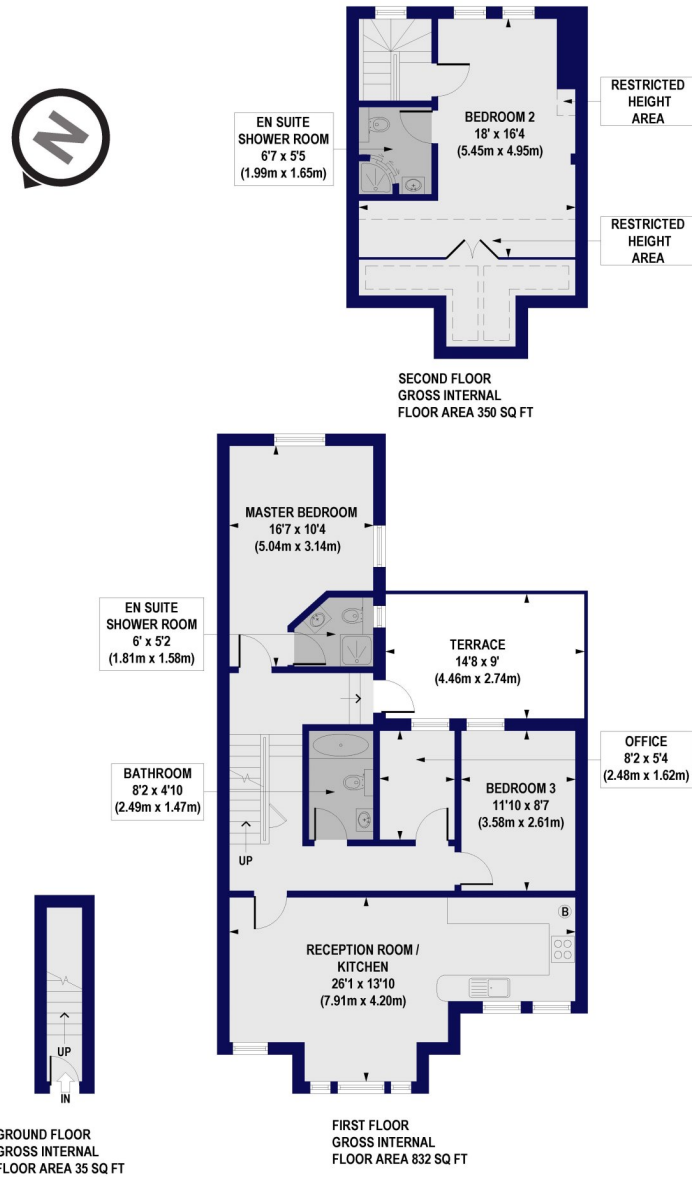 N
EN SUITE
SHOWER ROOM
6'7 x 5'5
(1.99m x 1.65m)
BEDROOM 2
18' x 16'4
(5.45m x 4.95m)
RESTRICTED
HEIGHT
AREA
RESTRICTED
HEIGHT
AREA
SECOND FLOOR
GROSS INTERNAL
FLOOR AREA 350 SQ FT
MASTER BEDROOM
16'7 x 10'4
(5.04m x 3.14m)
EN SUITE
SHOWER ROOM
6' x 5'2
(1.81m x 1.58m)
TERRACE
14'8 x 9'
(4.46m x 2.74m)
BATHROOM
8'2 x 4'10
(2.49m x 1.47m)
OFFICE
8'2 x 5'4
(2.48m x 1.62m)
BEDROOM 3
11'10 x 8'7
(3.58m x 2.61m)
UP
B
RECEPTION ROOM /
KITCHEN
26'1 x 13'10
(7.91m x 4.20m)
UP
IN
GROUND FLOOR
GROSS INTERNAL
FLOOR AREA 35 SQ FT
FIRST FLOOR
GROSS INTERNAL
FLOOR AREA 832 SQ FT